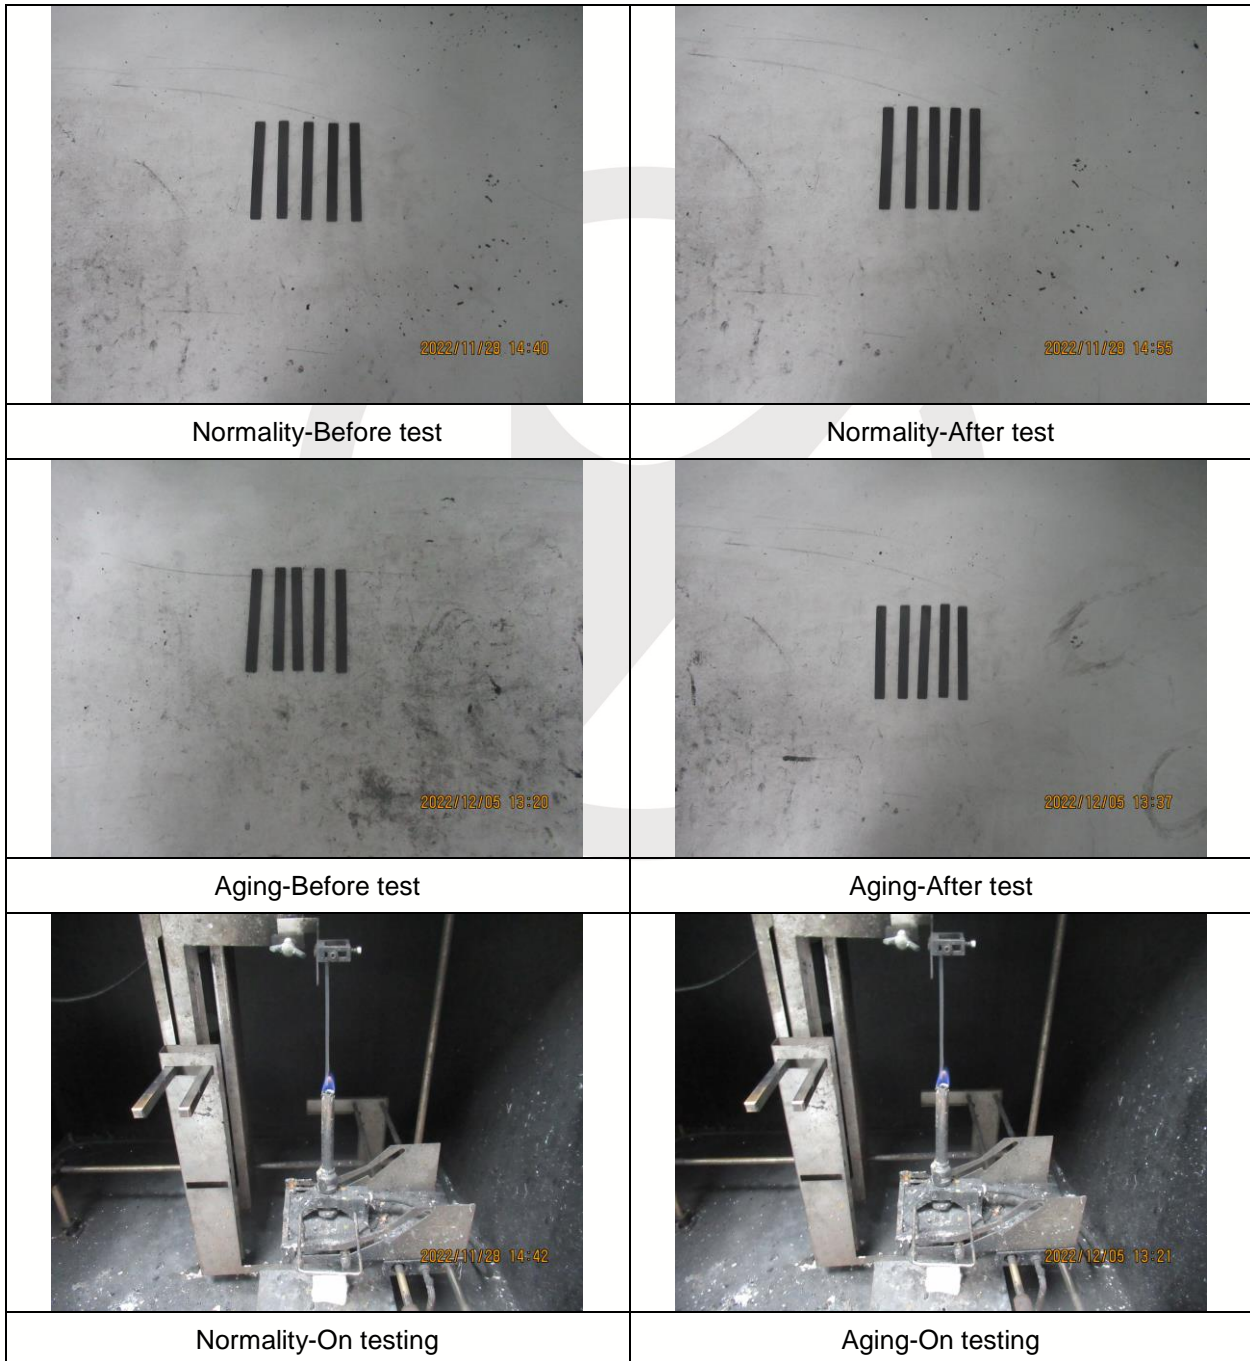 2022/11/28 14:40
2022/11/28 14:55
Normality-Before test
Normality-After test
2022/12/05 13:20
2022/12/05 13:37
Aging-Before test
Aging-After test
2022/11/28 14:42
2022/12/05 13:21
Normality-On testing
Aging-On testing